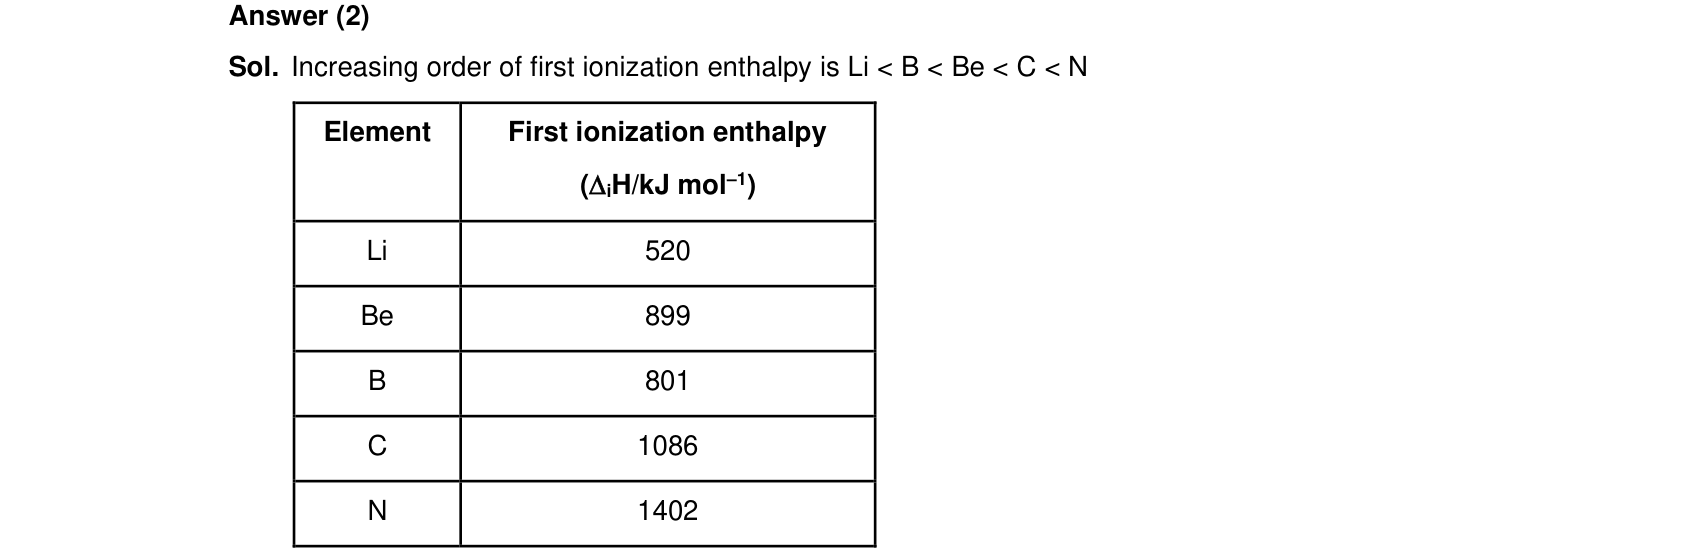 Answer (2)
Sol. Increasing order of first ionization enthalpy is Li < B < Be < C < N
Element First ionization enthalpy
(ΔᵢH/kJ mol⁻¹)
Li 520
Be 899
B 801
C 1086
N 1402